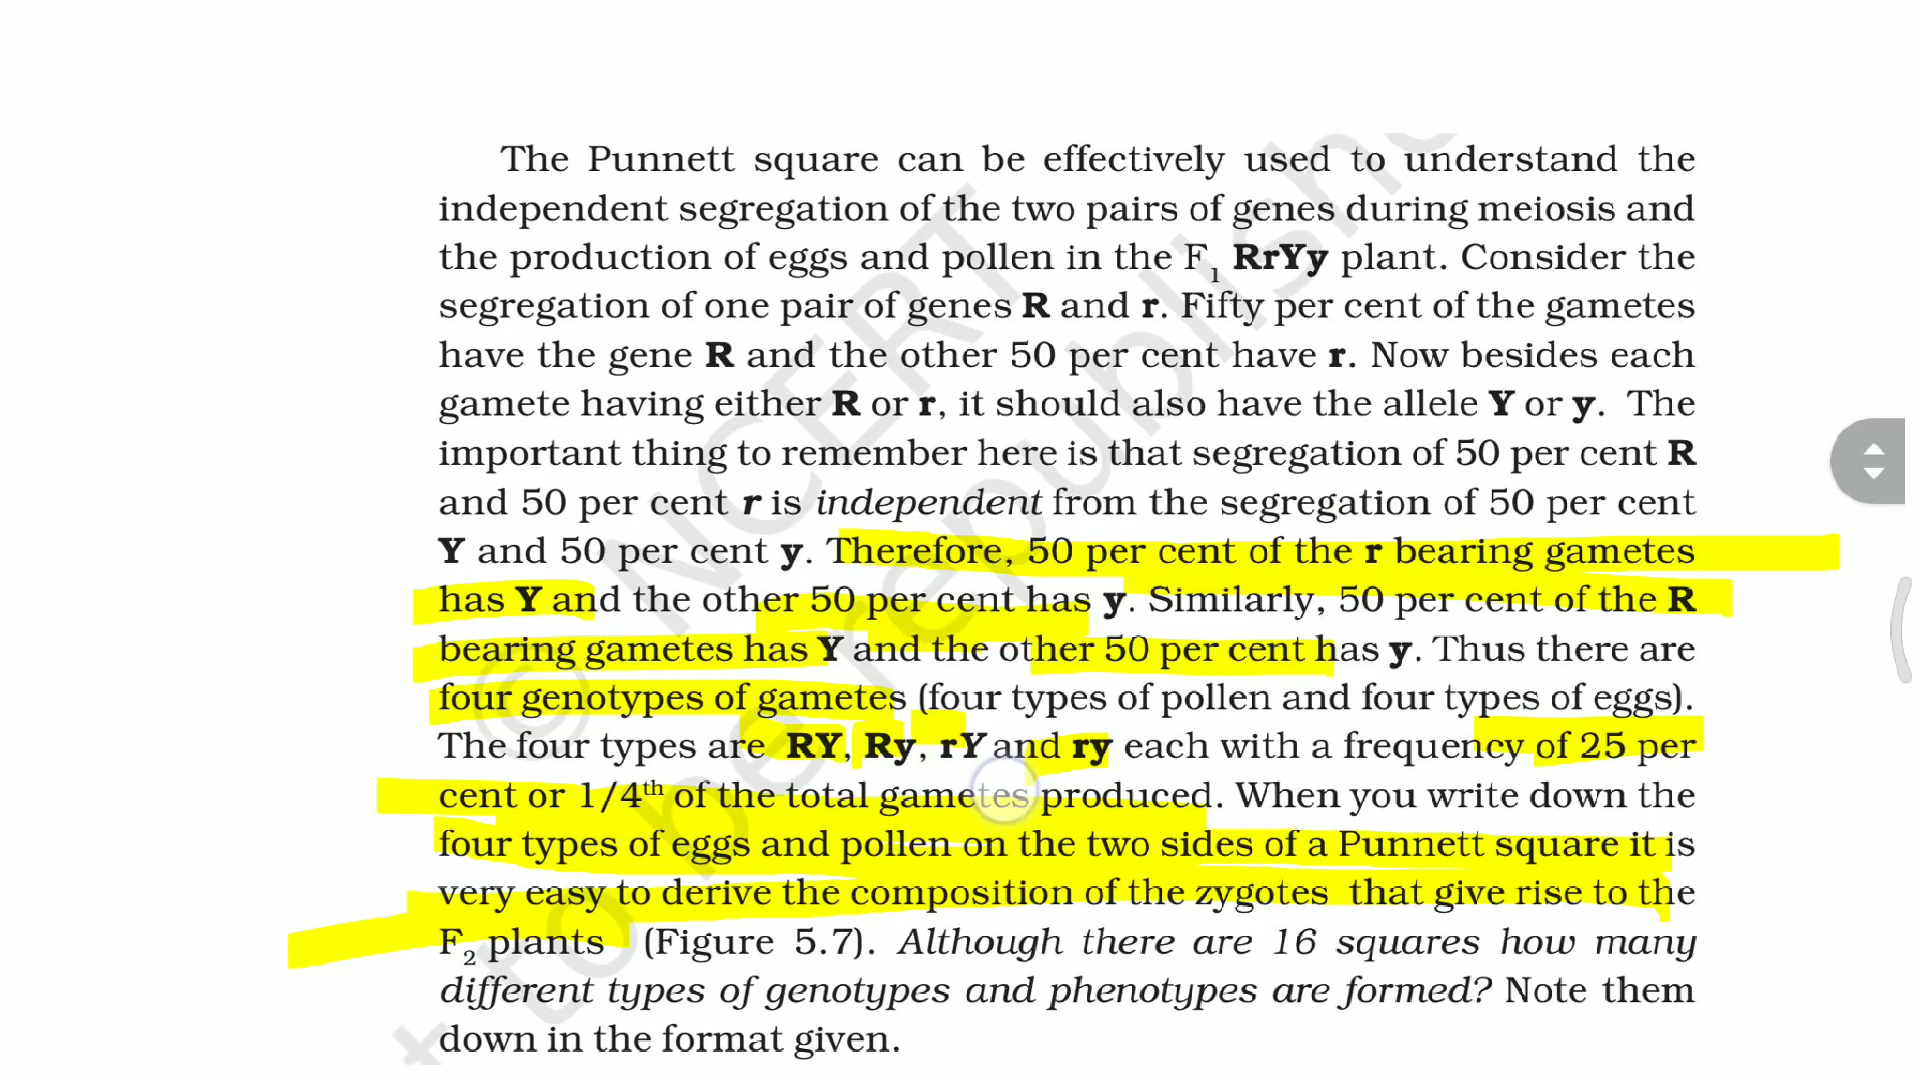 The Punnett square can be effectively used to understand the
independent segregation of the two pairs of genes during meiosis and
the production of eggs and pollen in the F1 RrYy plant. Consider the
segregation of one pair of genes R and r. Fifty per cent of the gametes
have the gene R and the other 50 per cent have r. Now besides each
gamete having either R or r, it should also have the allele Y or y. The
important thing to remember here is that segregation of 50 per cent R
and 50 per cent r is independent from the segregation of 50 per cent
Y and 50 per cent y. Therefore, 50 per cent of the r bearing gametes
has Y and the other 50 per cent has y. Similarly, 50 per cent of the R
bearing gametes has Y and the other 50 per cent has y. Thus there are
four genotypes of gametes (four types of pollen and four types of eggs).
The four types are RY, Ry, rY and ry each with a frequency of 25 per
cent or 1/4th of the total gametes produced. When you write down the
four types of eggs and pollen on the two sides of a Punnett square it is
very easy to derive the composition of the zygotes that give rise to the
F2 plants (Figure 5.7). Although there are 16 squares how many
different types of genotypes and phenotypes are formed? Note them
down in the format given.
© NCERT
be republishe